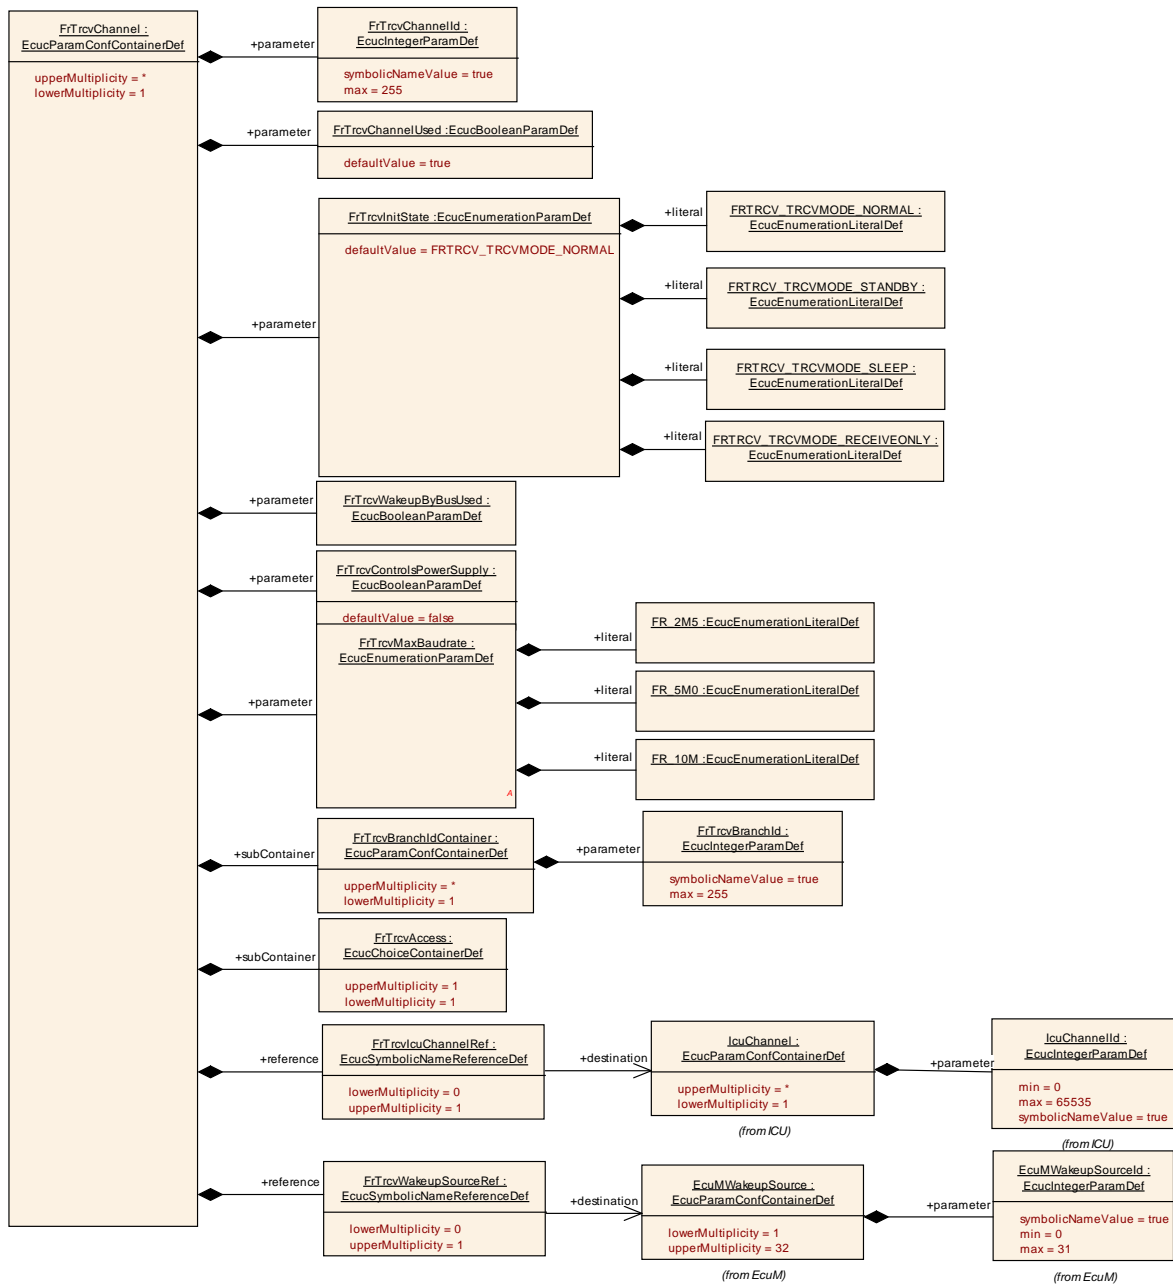 FrTrcvChannel :
EcucParamConfContainerDef
upperMultiplicity = *
lowerMultiplicity = 1
+parameter
FrTrcvChannelId :
EcucIntegerParamDef
symbolicNameValue = true
max = 255
+parameter
FrTrcvChannelUsed :EcucBooleanParamDef
defaultValue = true
+parameter
FrTrcvInitState :EcucEnumerationParamDef
defaultValue = FRTRCV_TRCVMODE_NORMAL
+literal
FRTRCV_TRCVMODE_NORMAL :
EcucEnumerationLiteralDef
+literal
FRTRCV_TRCVMODE_STANDBY :
EcucEnumerationLiteralDef
+literal
FRTRCV_TRCVMODE_SLEEP :
EcucEnumerationLiteralDef
+literal
FRTRCV_TRCVMODE_RECEIVEONLY :
EcucEnumerationLiteralDef
+parameter
FrTrcvWakeupByBusUsed :
EcucBooleanParamDef
+parameter
FrTrcvControlsPowerSupply :
EcucBooleanParamDef
defaultValue = false
+parameter
FrTrcvMaxBaudrate :
EcucEnumerationParamDef
A
+literal
FR_2M5 :EcucEnumerationLiteralDef
+literal
FR_5M0 :EcucEnumerationLiteralDef
+literal
FR_10M :EcucEnumerationLiteralDef
+subContainer
FrTrcvBranchIdContainer :
EcucParamConfContainerDef
upperMultiplicity = *
lowerMultiplicity = 1
+parameter
FrTrcvBranchId :
EcucIntegerParamDef
symbolicNameValue = true
max = 255
+subContainer
FrTrcvAccess :
EcucChoiceContainerDef
upperMultiplicity = 1
lowerMultiplicity = 1
+reference
FrTrcvIcuChannelRef :
EcucSymbolicNameReferenceDef
lowerMultiplicity = 0
upperMultiplicity = 1
+destination
IcuChannel :
EcucParamConfContainerDef
upperMultiplicity = *
lowerMultiplicity = 1
(from ICU)
+parameter
IcuChannelId :
EcucIntegerParamDef
min = 0
max = 65535
symbolicNameValue = true
(from ICU)
+reference
FrTrcvWakeupSourceRef :
EcucSymbolicNameReferenceDef
lowerMultiplicity = 0
upperMultiplicity = 1
+destination
EcuMWakeupSource :
EcucParamConfContainerDef
lowerMultiplicity = 1
upperMultiplicity = 32
(from EcuM)
+parameter
EcuMWakeupSourceId :
EcucIntegerParamDef
symbolicNameValue = true
min = 0
max = 31
(from EcuM)